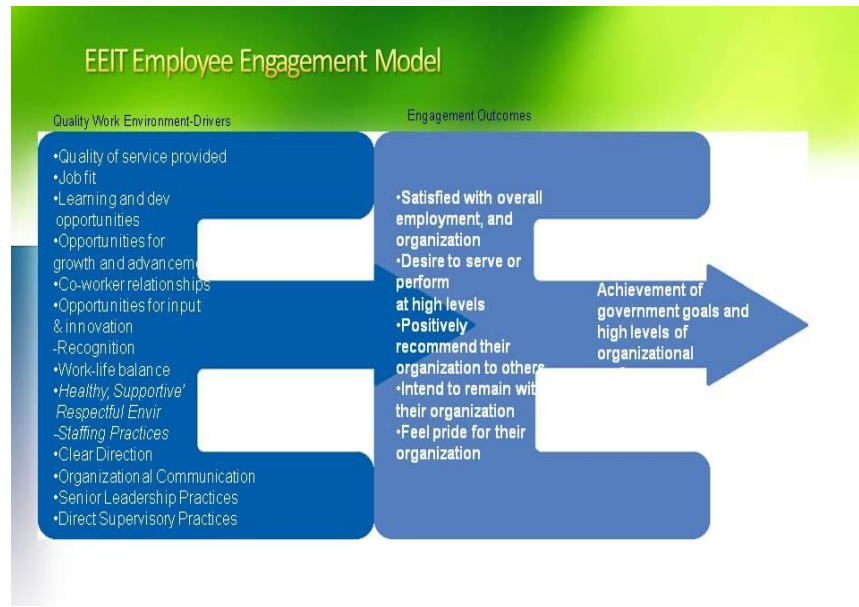 EEIT Employee Engagement Model
Quality Work Environment-Drivers
•Quality of service provided
•Job fit
•Learning and dev
opportunities
•Opportunities for
growth and advanceme
•Co-worker relationships
•Opportunities for input
& innovation
-Recognition
•Work-life balance
•Healthy, Supportive'
Respectful Envir
-Staffing Practices
•Clear Direction
•Organizational Communication
•Senior Leadership Practices
•Direct Supervisory Practices
Engagement Outcomes
•Satisfied with overall
employment, and
organization
•Desire to serve or
perform
at high levels
•Positively
recommend their
organization to others
•Intend to remain wit
their organization
•Feel pride for their
organization
Achievement of
government goals and
high levels of
organizational